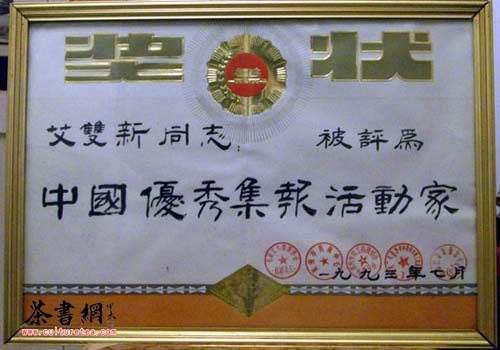 奖状
艾雙新同志: 被評為
中國優秀集報活動家
一九九三年七月
茶書網
www.culturetea.com